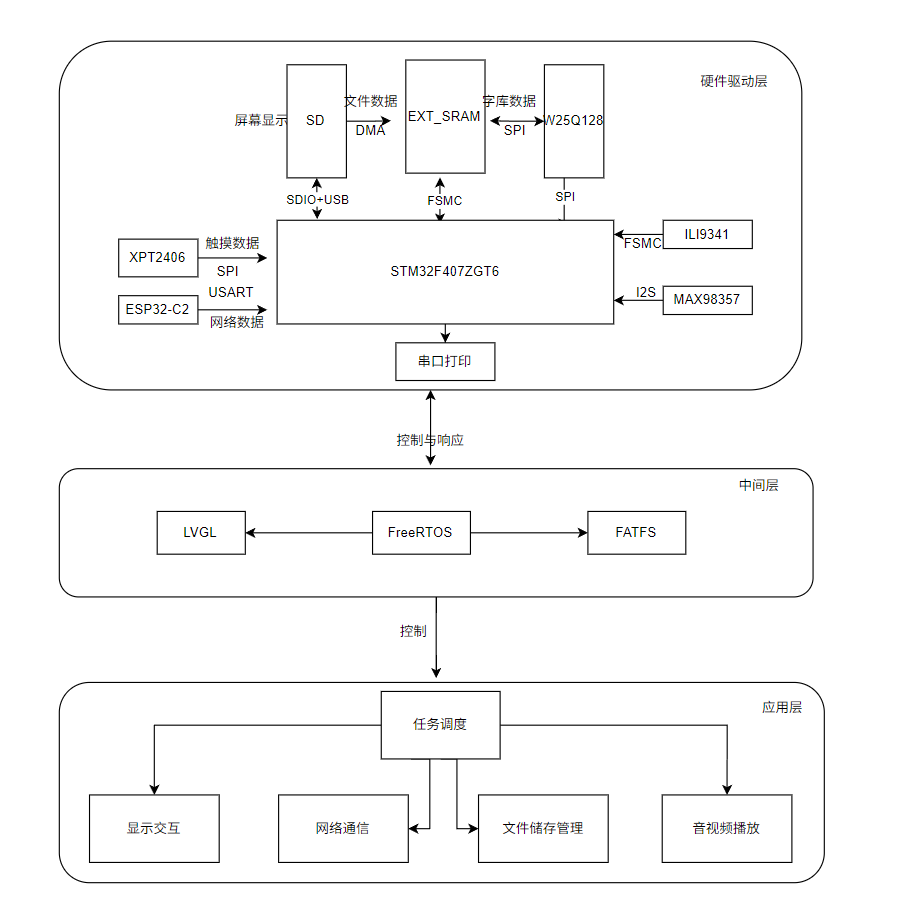 硬件驱动层
屏幕显示
SD
文件数据
DMA
EXT_SRAM
字库数据
SPI
W25Q128
SDIO+USB
FSMC
SPI
XPT2406
触摸数据
SPI
STM32F407ZGT6
FSMC
ILI9341
ESP32-C2
USART
网络数据
I2S
MAX98357
串口打印
控制与响应
中间层
LVGL
FreeRTOS
FATFS
控制
应用层
任务调度
显示交互
网络通信
文件储存管理
音视频播放